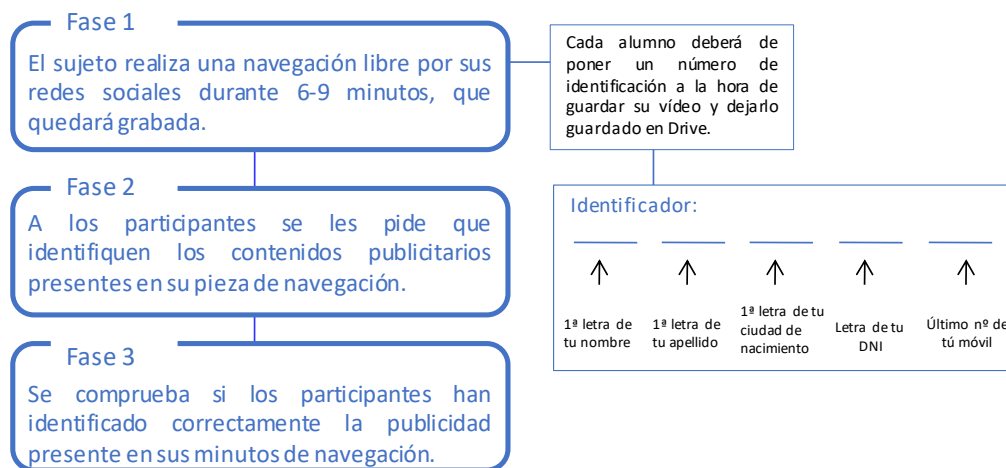 Fase 1
El sujeto realiza una navegación libre por sus
redes sociales durante 6-9 minutos, que
quedará grabada.
Cada alumno deberá de
poner un número de
identificación a la hora de
guardar su vídeo y dejarlo
guardado en Drive.
Fase 2
A los participantes se les pide que
identifiquen los contenidos publicitarios
presentes en su pieza de navegación.
Fase 3
Se comprueba si los participantes han
identificado correctamente la publicidad
presente en sus minutos de navegación.
Identificador:
1ª letra de
tu nombre
1ª letra de
tu apellido
1ª letra de tu
ciudad de
nacimiento
Letra de tu
DNI
Último nº de
tú móvil